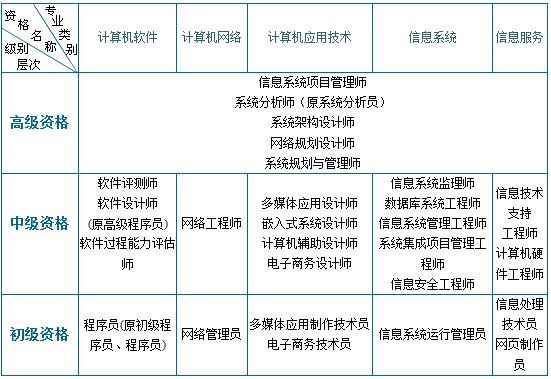 资格名称
专业类别
级别层次
计算机软件
计算机网络
计算机应用技术
信息系统
信息服务
高级资格
信息系统项目管理师
系统分析师（原系统分析员）
系统架构设计师
网络规划设计师
系统规划与管理师
中级资格
软件评测师
软件设计师
(原高级程序员)
软件过程能力评估
师
网络工程师
多媒体应用设计师
嵌入式系统设计师
计算机辅助设计师
电子商务设计师
信息系统监理师
数据库系统工程师
信息系统管理工程师
系统集成项目管理工
程师
信息安全工程师
信息技术
支持
工程师
计算机硬
件工程师
初级资格
程序员(原初级程
序员、程序员)
网络管理员
多媒体应用制作技术员
电子商务技术员
信息系统运行管理员
信息处理
技术员
网页制作
员